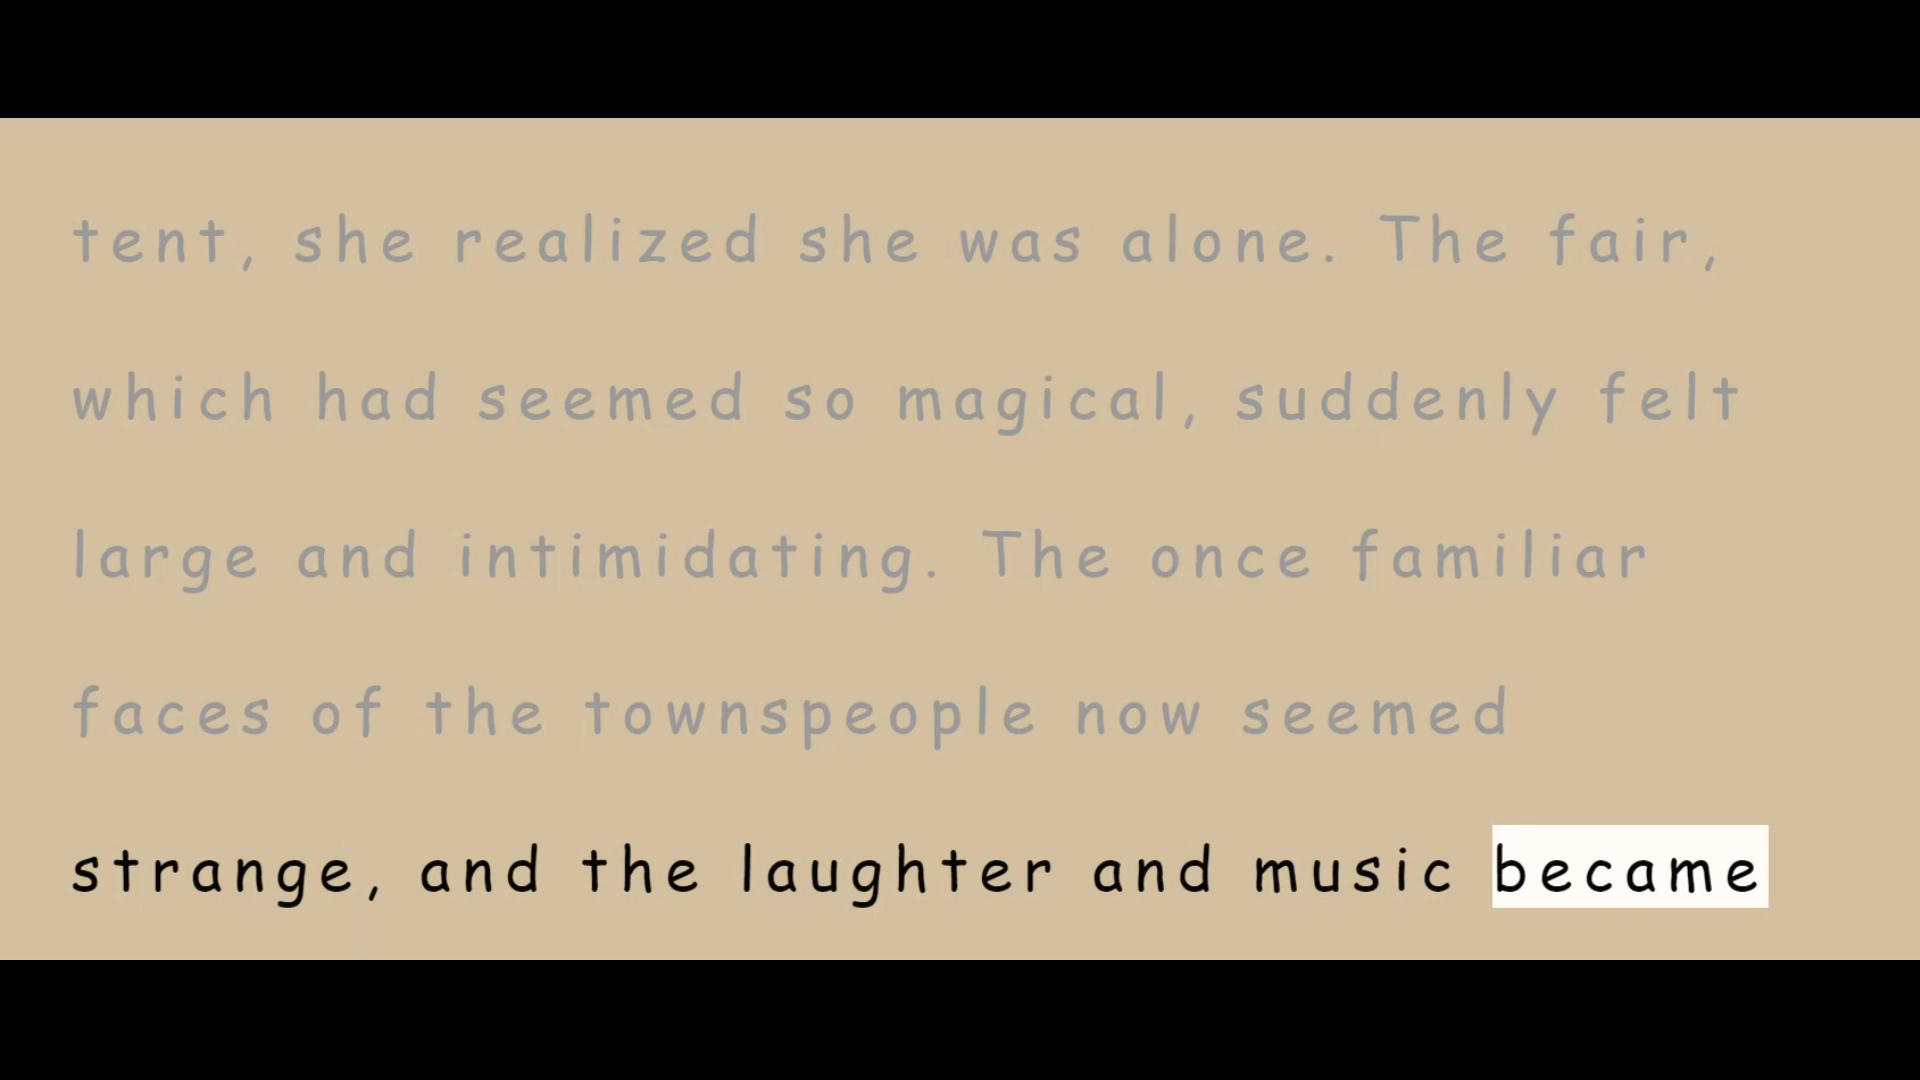 tent, she realized she was alone. The fair,
which had seemed so magical, suddenly felt
large and intimidating. The once familiar
faces of the townspeople now seemed
strange, and the laughter and music became